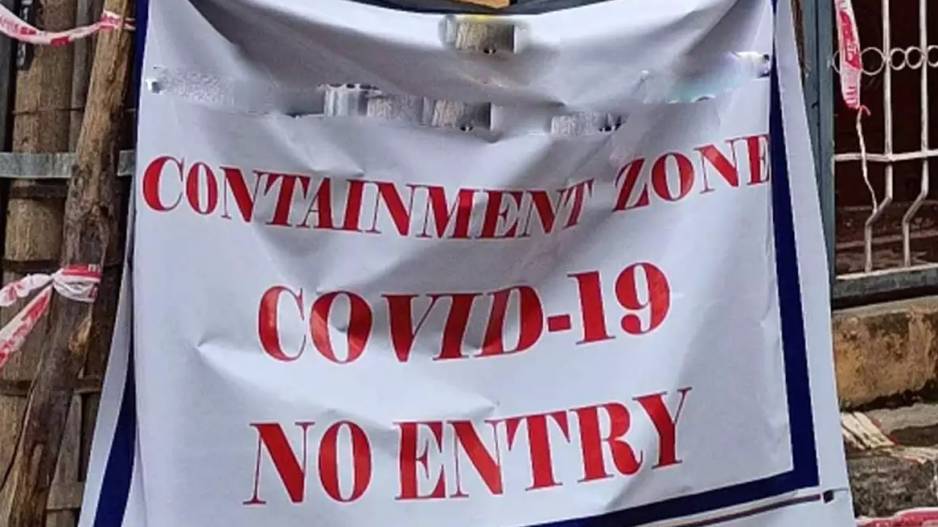 CONTAINMENT ZONE
COVID-19
NO ENTRY